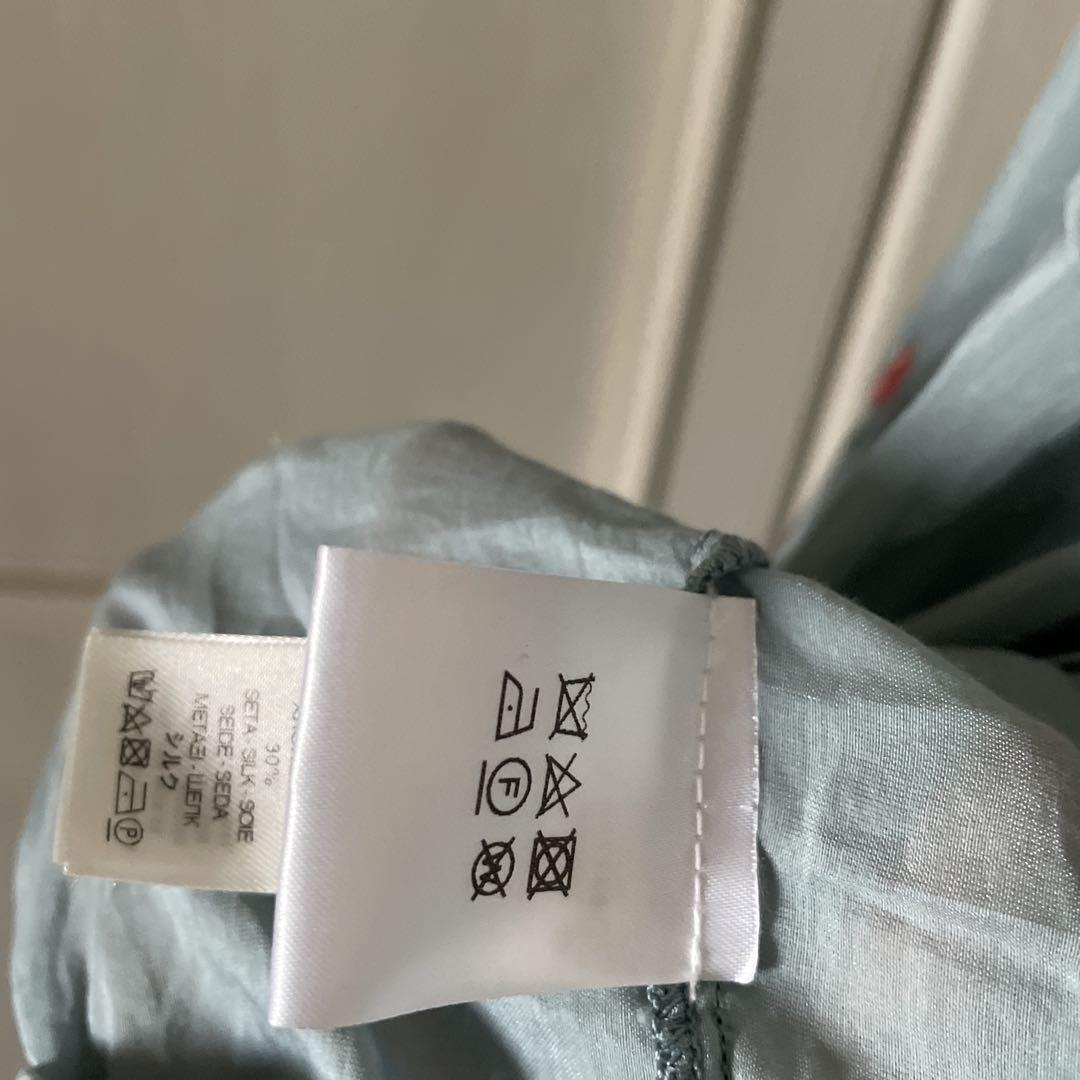 30%
SETA - SILK - SOIE
SEIDE - SEDA
ΜΕΤΑΞΙ - ШЕЛК
シルク
P
F
W